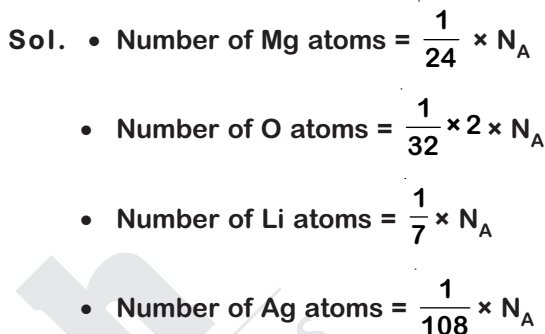 Sol. • Number of Mg atoms = 1/24 × N_A
• Number of O atoms = 1/32 × 2 × N_A
• Number of Li atoms = 1/7 × N_A
• Number of Ag atoms = 1/108 × N_A